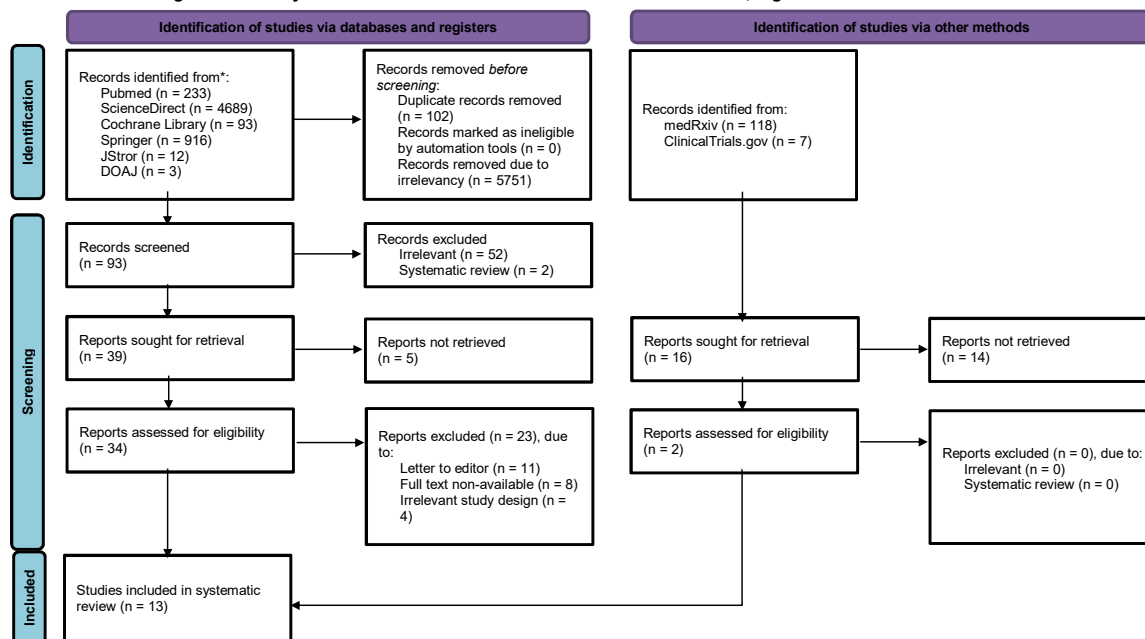 Identification of studies via databases and registers
Identification of studies via other methods
Identification
Records identified from*:
Pubmed (n = 233)
ScienceDirect (n = 4689)
Cochrane Library (n = 93)
Springer (n = 916)
JStror (n = 12)
DOAJ (n = 3)
Records removed before
screening:
Duplicate records removed
(n = 102)
Records marked as ineligible
by automation tools (n = 0)
Records removed due to
irrelevancy (n = 5751)
Records identified from:
medRxiv (n = 118)
ClinicalTrials.gov (n = 7)
Screening
Records screened
(n = 93)
Records excluded
Irrelevant (n = 52)
Systematic review (n = 2)
Reports sought for retrieval
(n = 39)
Reports not retrieved
(n = 5)
Reports sought for retrieval
(n = 16)
Reports not retrieved
(n = 14)
Reports assessed for eligibility
(n = 34)
Reports excluded (n = 23), due
to:
Letter to editor (n = 11)
Full text non-available (n = 8)
Irrelevant study design (n =
4)
Reports assessed for eligibility
(n = 2)
Reports excluded (n = 0), due to:
Irrelevant (n = 0)
Systematic review (n = 0)
Included
Studies included in systematic
review (n = 13)